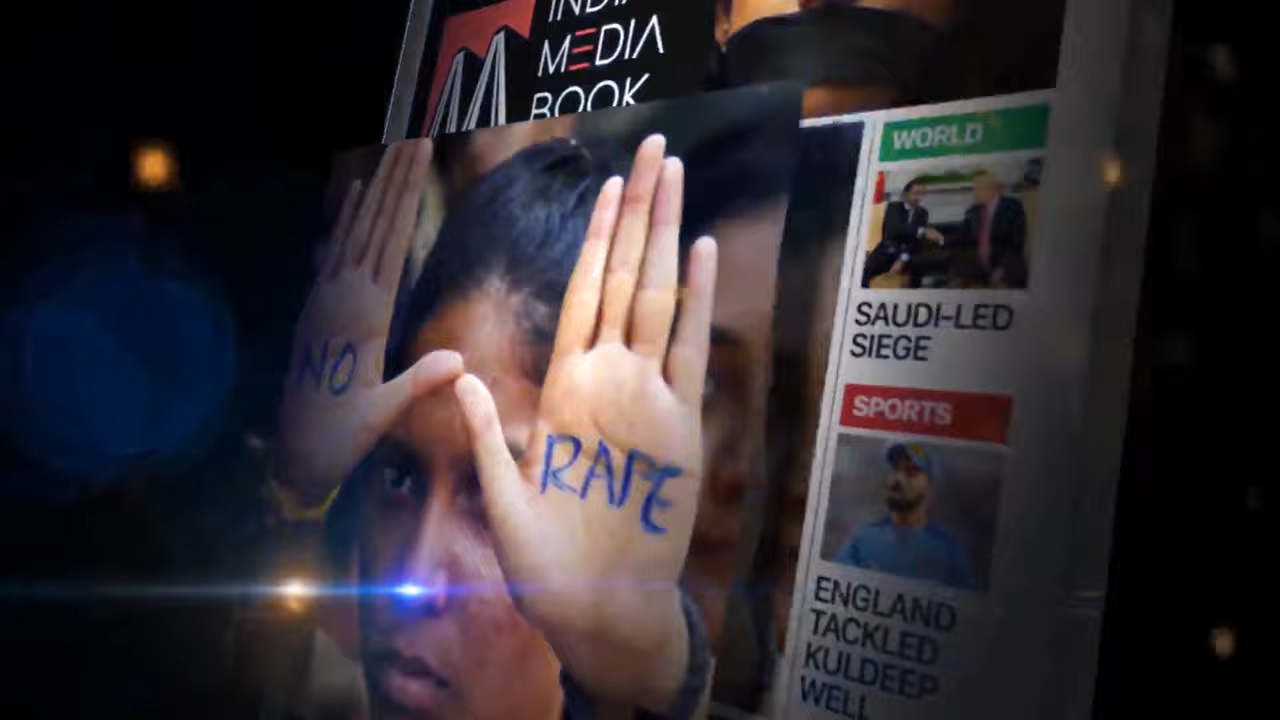 INDIA
MEDIA
BOOK
NO
RAPE
WORLD
SAUDI-LED
SIEGE
SPORTS
ENGLAND
TACKLED
KULDEEP
WELL